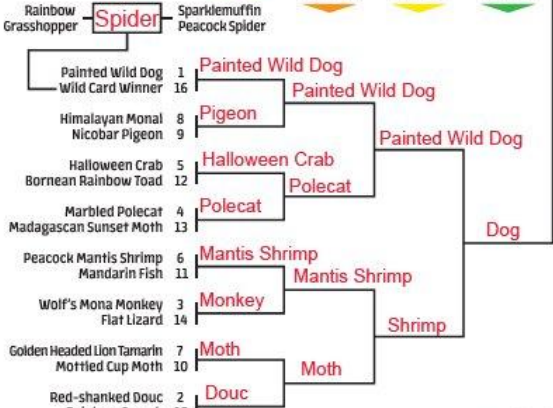 Rainbow
Grasshopper
Spider
Sparklemuffin
Peacock Spider
Painted Wild Dog 1
Wild Card Winner 16
Painted Wild Dog
Painted Wild Dog
Himalayan Monal 8
Nicobar Pigeon 9
Pigeon
Painted Wild Dog
Halloween Crab 5
Bornean Rainbow Toad 12
Halloween Crab
Polecat
Marbled Polecat 4
Madagascan Sunset Moth 13
Polecat
Dog
Peacock Mantis Shrimp 6
Mandarin Fish 11
Mantis Shrimp
Mantis Shrimp
Wolf's Mona Monkey 3
Flat Lizard 14
Monkey
Shrimp
Golden Headed Lion Tamarin 7
Mottled Cup Moth 10
Moth
Moth
Red-shanked Douc 2
Douc